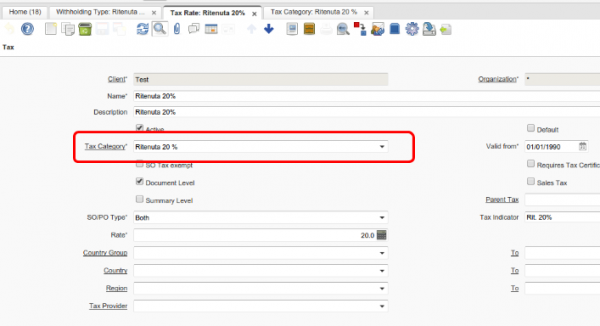 Home (18) Withholding Type: Ritenuta ... Tax Rate: Ritenuta 20% Tax Category: Ritenuta 20 %
Tax
Client* Test Organization* *
Name* Ritenuta 20%
Description Ritenuta 20%
Active Default
Tax Category* Ritenuta 20 % Valid from* 01/01/1990
SO Tax exempt Requires Tax Certific
Document Level Sales Tax
Summary Level Parent Tax
SO/PO Type* Both Tax Indicator Rit. 20%
Rate* 20.0
Country Group To
Country To
Region To
Tax Provider